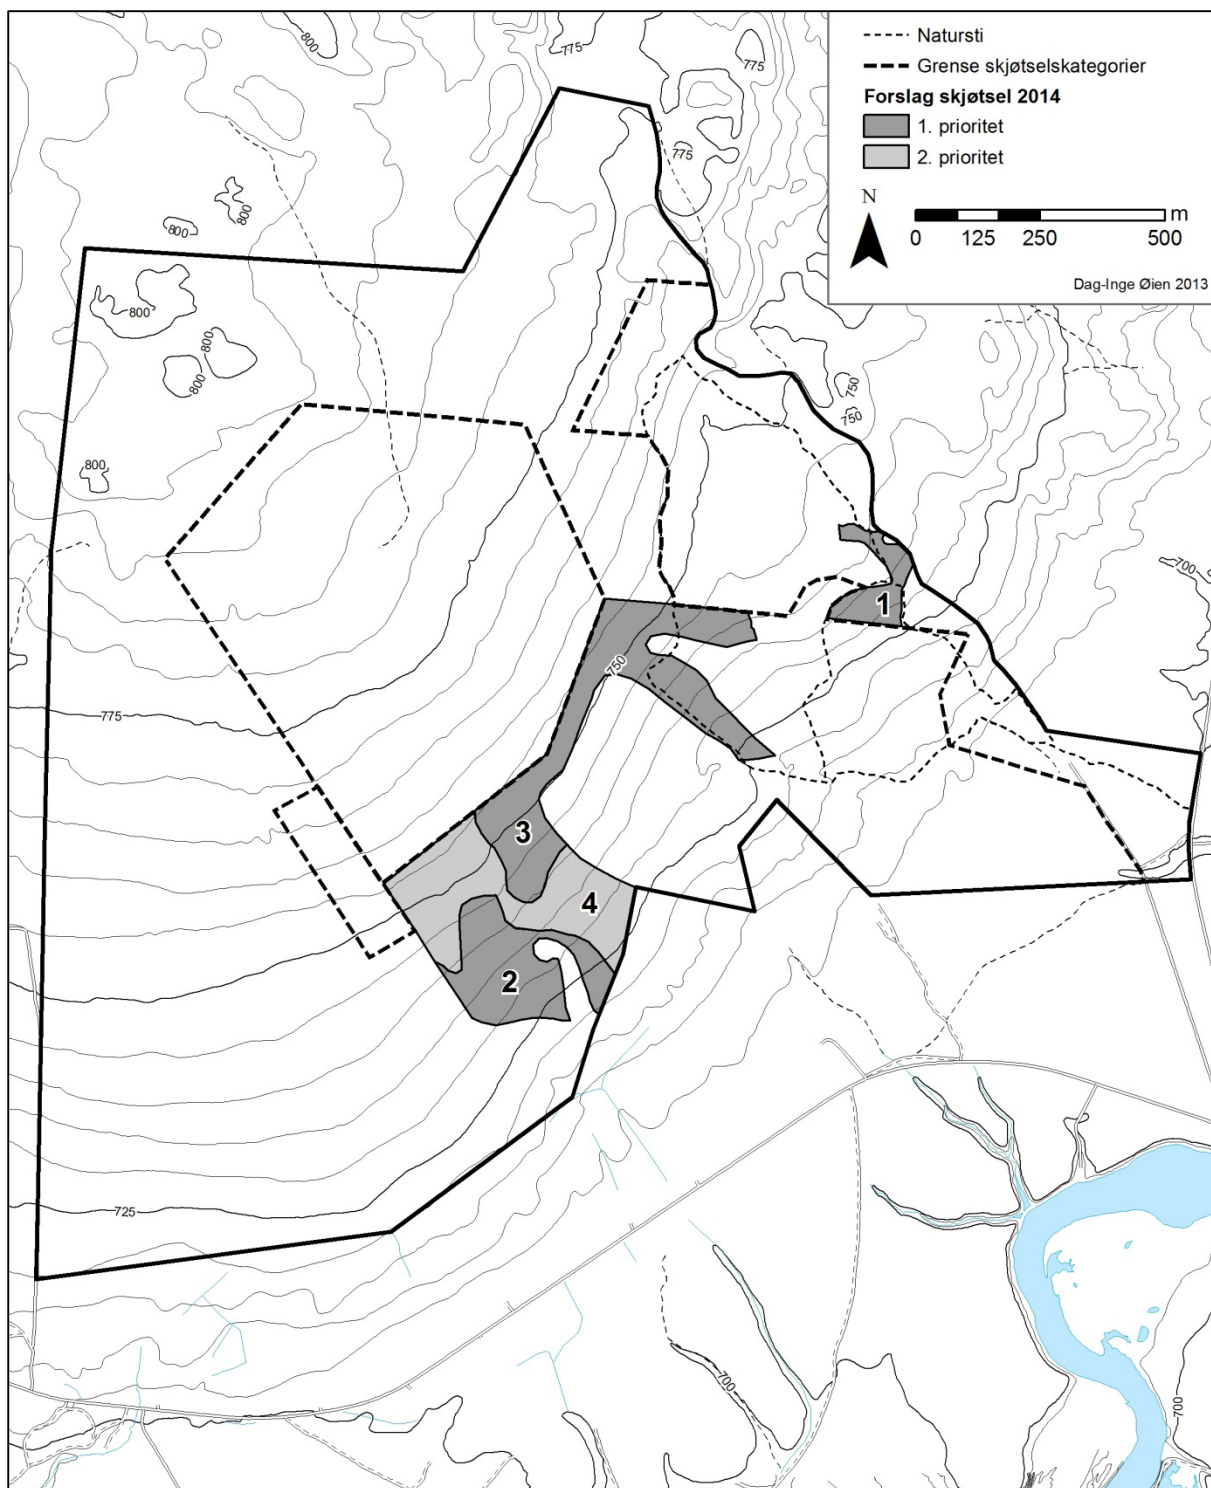 Natursti
Grense skjøtselskategorier
Forslag skjøtsel 2014
1. prioritet
2. prioritet
N
m
0 125 250 500
Dag-Inge Øien 2013
800
775
775
775
800
800
800
800
800
750
750
800
700
1
750
775
3
4
2
725
700
700